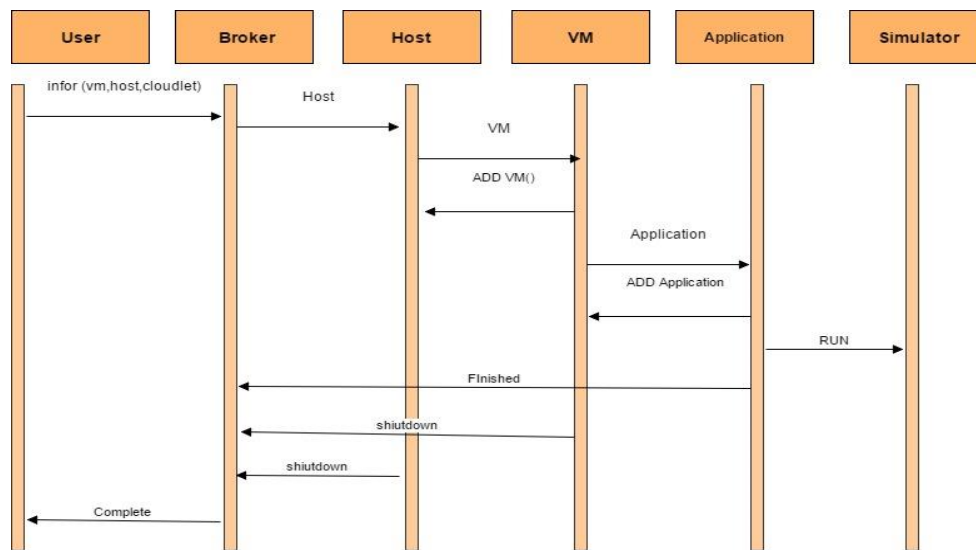 User
Broker
Host
VM
Application
Simulator
infor (vm,host,cloudlet)
Host
VM
ADD VM()
Application
ADD Application
RUN
FInished
shiutdown
shiutdown
Complete